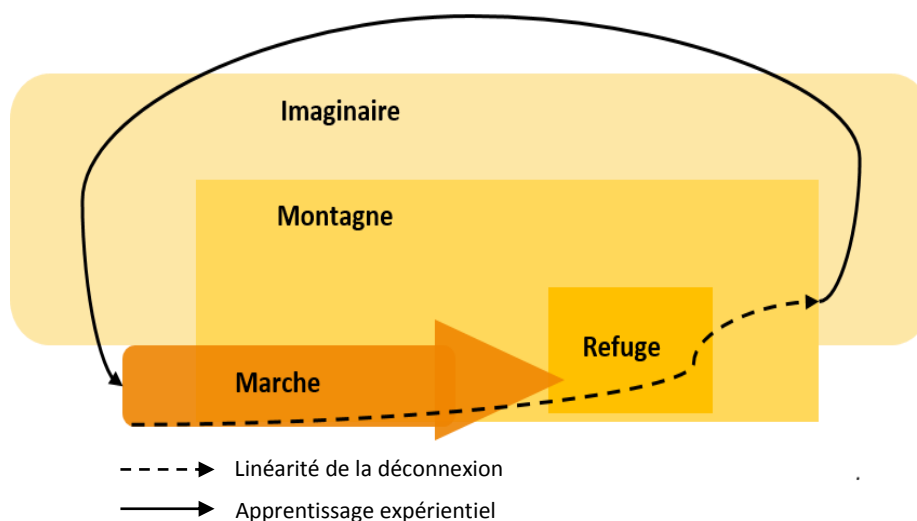 Imaginaire
Montagne
Refuge
Marche
Linéarité de la déconnexion
.
Apprentissage expérientiel